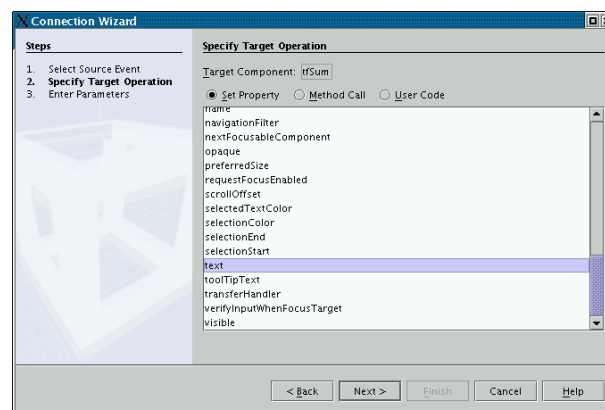 Connection Wizard
Steps
1. Select Source Event
2. Specify Target Operation
3. Enter Parameters
Specify Target Operation
Target Component: tfSum
Set Property Method Call User Code
name
navigationFilter
nextFocusableComponent
opaque
preferredSize
requestFocusEnabled
scrollOffset
selectedTextColor
selectionColor
selectionEnd
selectionStart
text
toolTipText
transferHandler
verifyInputWhenFocusTarget
visible
< Back Next > Finish Cancel Help